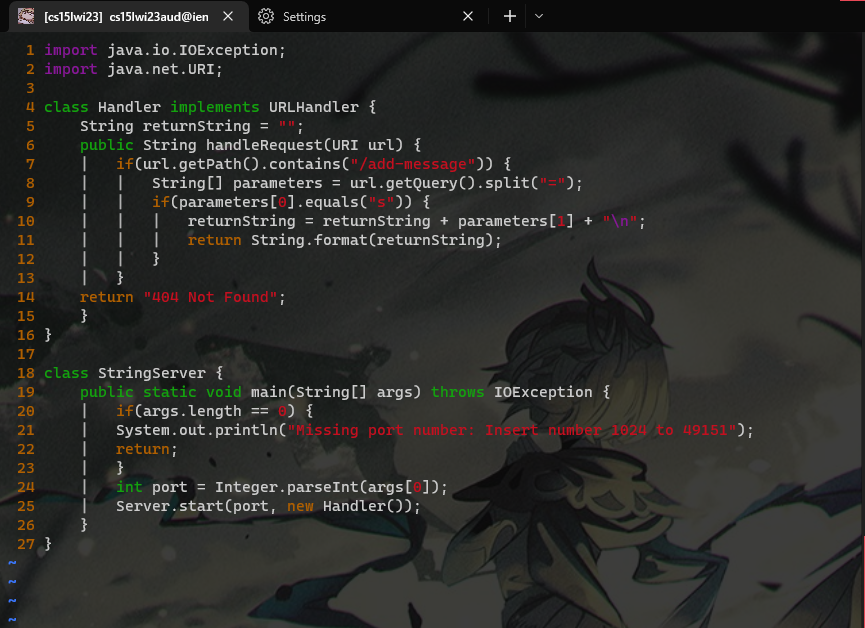 [cs15lwi23] cs15lwi23aud@ien Settings
1 import java.io.IOException;
2 import java.net.URI;
3
4 class Handler implements URLHandler {
5     String returnString = "";
6     public String handleRequest(URI url) {
7     |   if(url.getPath().contains("/add-message")) {
8     |   |   String[] parameters = url.getQuery().split("=");
9     |   |   if(parameters[0].equals("s")) {
10     |   |   |   returnString = returnString + parameters[1] + "\n";
11     |   |   |   return String.format(returnString);
12     |   |   }
13     |   }
14     return "404 Not Found";
15     }
16 }
17
18 class StringServer {
19     public static void main(String[] args) throws IOException {
20     |   if(args.length == 0) {
21     |   System.out.println("Missing port number: Insert number 1024 to 49151");
22     |   return;
23     |   }
24     |   int port = Integer.parseInt(args[0]);
25     |   Server.start(port, new Handler());
26     }
27 }
~
~
~
~